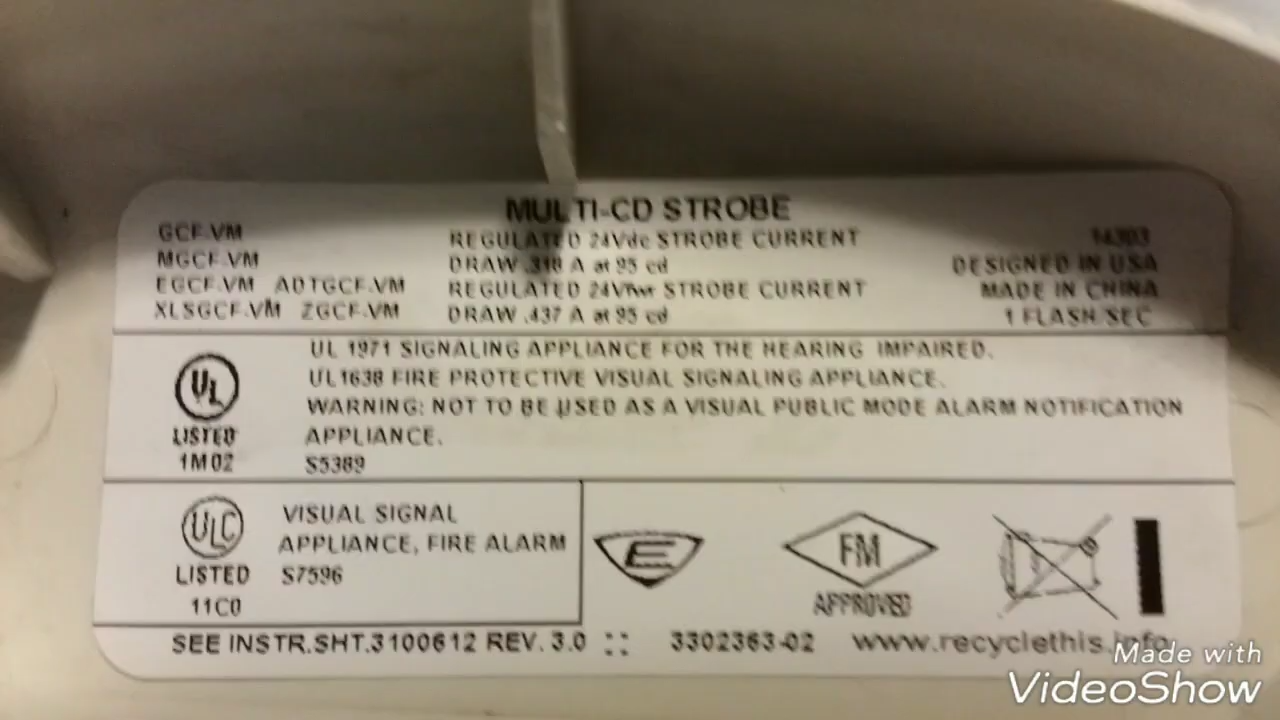 MULTI-CD STROBE
GCF-VM REGULATED 24Vdc STROBE CURRENT 14303
MGCF-VM DRAW .318 A at 95 cd DESIGNED IN USA
EGCF-VM ADTGCF-VM REGULATED 24Vfwr STROBE CURRENT MADE IN CHINA
XLSGCF-VM ZGCF-VM DRAW .437 A at 95 cd 1 FLASH/SEC
UL 1971 SIGNALING APPLIANCE FOR THE HEARING IMPAIRED.
UL1638 FIRE PROTECTIVE VISUAL SIGNALING APPLIANCE.
WARNING: NOT TO BE USED AS A VISUAL PUBLIC MODE ALARM NOTIFICATION
APPLIANCE.
UL
LISTED
1M02 S5389
ULC
VISUAL SIGNAL
APPLIANCE, FIRE ALARM
LISTED S7596
11C0
E
FM
APPROVED
SEE INSTR.SHT.3100612 REV. 3.0 :: 3302363-02 www.recyclethis.info
Made with
VideoShow